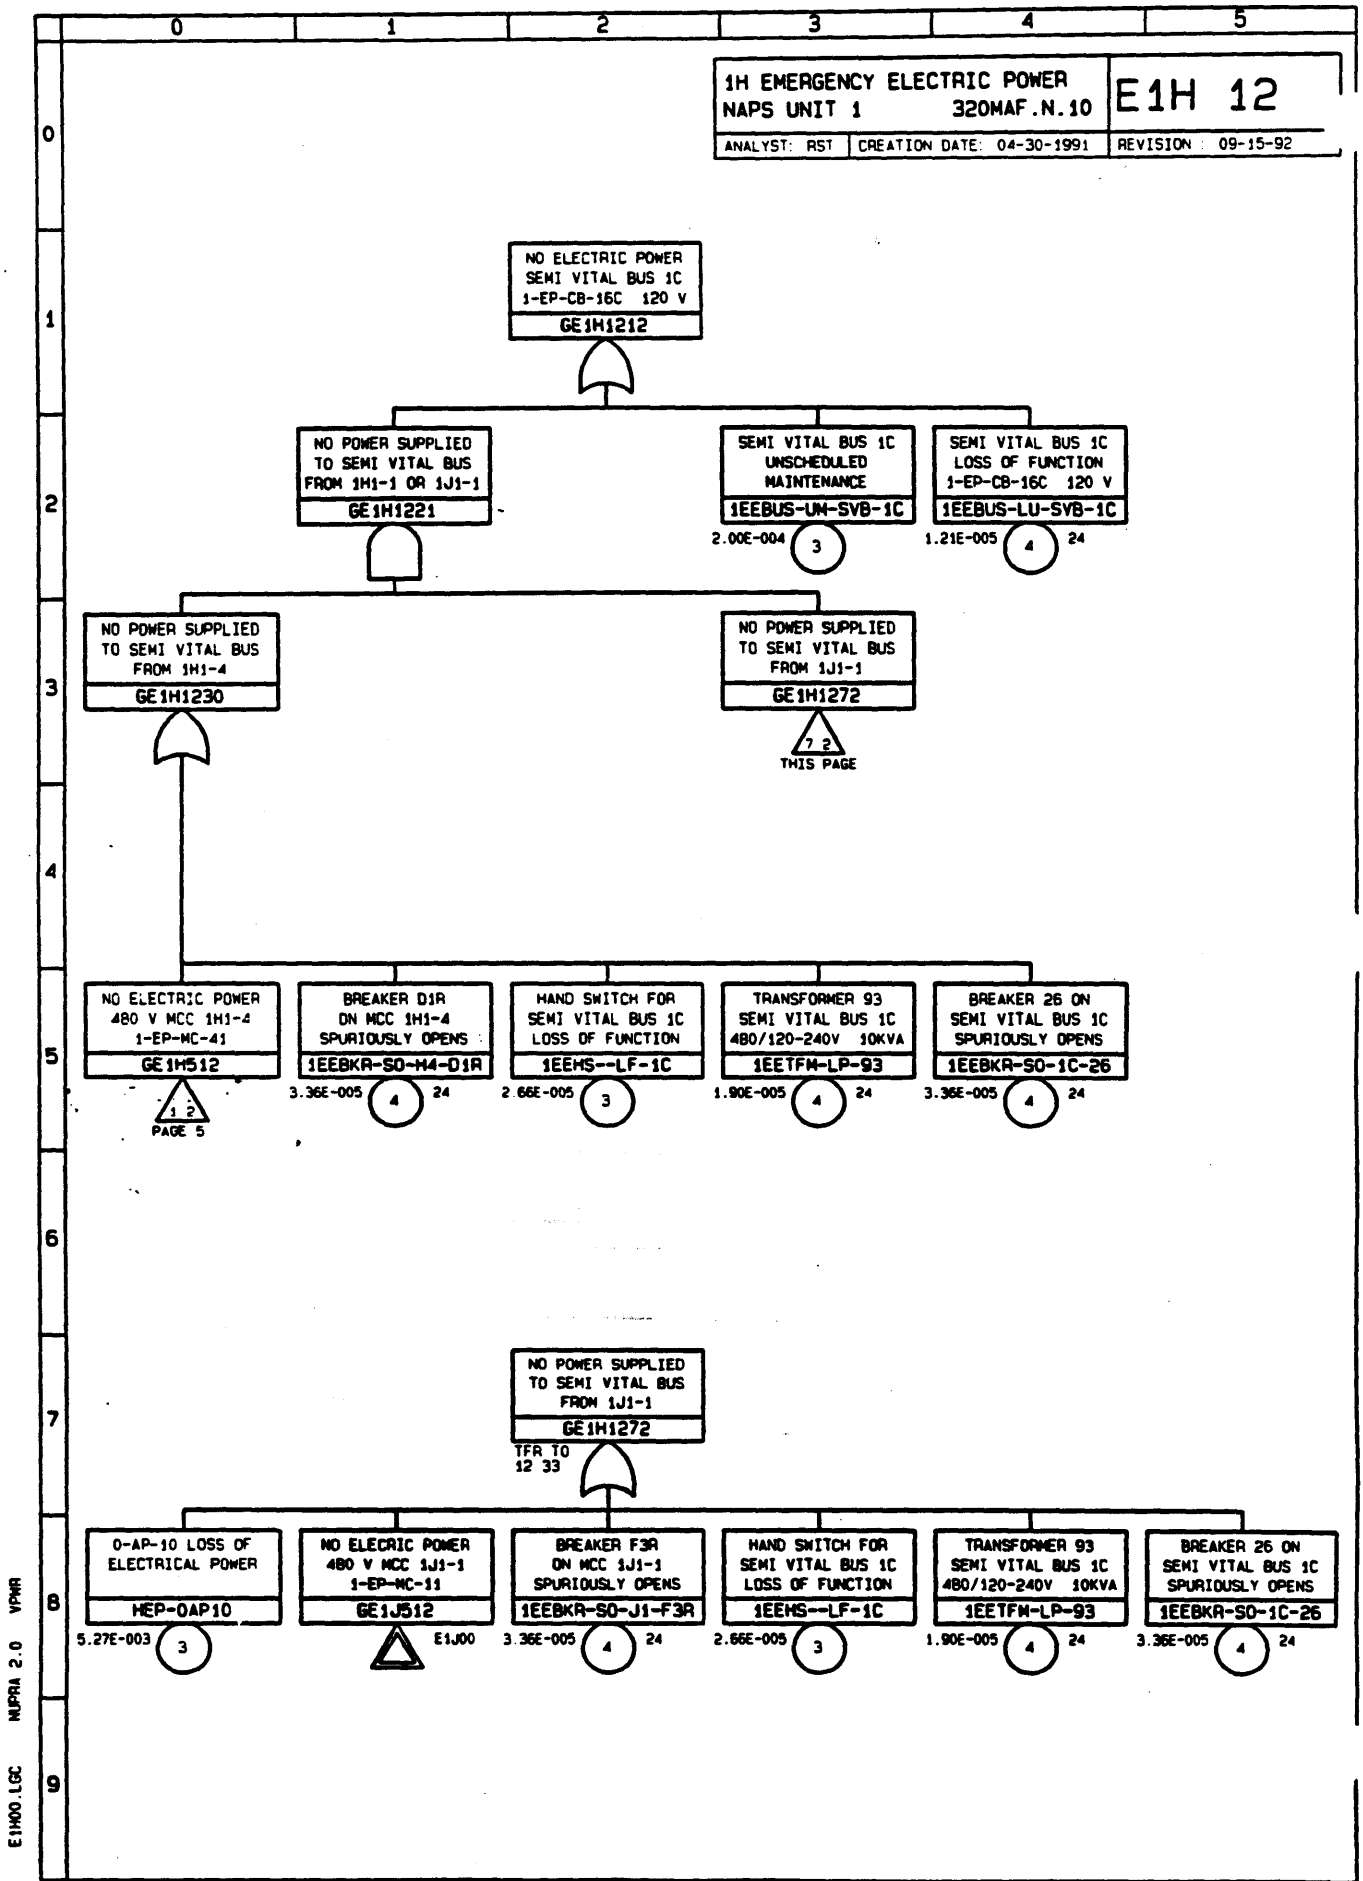 0 1 2 3 4 5
1H EMERGENCY ELECTRIC POWER
NAPS UNIT 1 320MAF.N.10
E1H 12
ANALYST: RST CREATION DATE: 04-30-1991 REVISION : 09-15-92
0
NO ELECTRIC POWER
SEMI VITAL BUS 1C
1-EP-CB-16C 120 V
GE1H1212
1
NO POWER SUPPLIED
TO SEMI VITAL BUS
FROM 1H1-1 OR 1J1-1
GE1H1221
SEMI VITAL BUS 1C
UNSCHEDULED
MAINTENANCE
1EEBUS-UM-SVB-1C
2.00E-004 3
SEMI VITAL BUS 1C
LOSS OF FUNCTION
1-EP-CB-16C 120 V
1EEBUS-LU-SVB-1C
1.21E-005 4 24
2
NO POWER SUPPLIED
TO SEMI VITAL BUS
FROM 1H1-4
GE1H1230
NO POWER SUPPLIED
TO SEMI VITAL BUS
FROM 1J1-1
GE1H1272
7 2
THIS PAGE
3
4
NO ELECTRIC POWER
480 V MCC 1H1-4
1-EP-MC-41
GE1H512
1 2
PAGE 5
BREAKER D1R
ON MCC 1H1-4
SPURIOUSLY OPENS
1EEBKR-SO-H4-D1R
3.36E-005 4 24
HAND SWITCH FOR
SEMI VITAL BUS 1C
LOSS OF FUNCTION
1EEHS--LF-1C
2.66E-005 3
TRANSFORMER 93
SEMI VITAL BUS 1C
480/120-240V 10KVA
1EETFM-LP-93
1.90E-005 4 24
BREAKER 26 ON
SEMI VITAL BUS 1C
SPURIOUSLY OPENS
1EEBKR-SO-1C-26
3.36E-005 4 24
5
6
NO POWER SUPPLIED
TO SEMI VITAL BUS
FROM 1J1-1
GE1H1272
TFR TO
12 33
7
0-AP-10 LOSS OF
ELECTRICAL POWER
HEP-0AP10
5.27E-003 3
NO ELECRIC POWER
480 V MCC 1J1-1
1-EP-MC-11
GE1J512
E1J00
BREAKER F3R
ON MCC 1J1-1
SPURIOUSLY OPENS
1EEBKR-SO-J1-F3R
3.36E-005 4 24
HAND SWITCH FOR
SEMI VITAL BUS 1C
LOSS OF FUNCTION
1EEHS--LF-1C
2.66E-005 3
TRANSFORMER 93
SEMI VITAL BUS 1C
480/120-240V 10KVA
1EETFM-LP-93
1.90E-005 4 24
BREAKER 26 ON
SEMI VITAL BUS 1C
SPURIOUSLY OPENS
1EEBKR-SO-1C-26
3.36E-005 4 24
8
9
E1H00.LGC NUPRA 2.0 VPWR